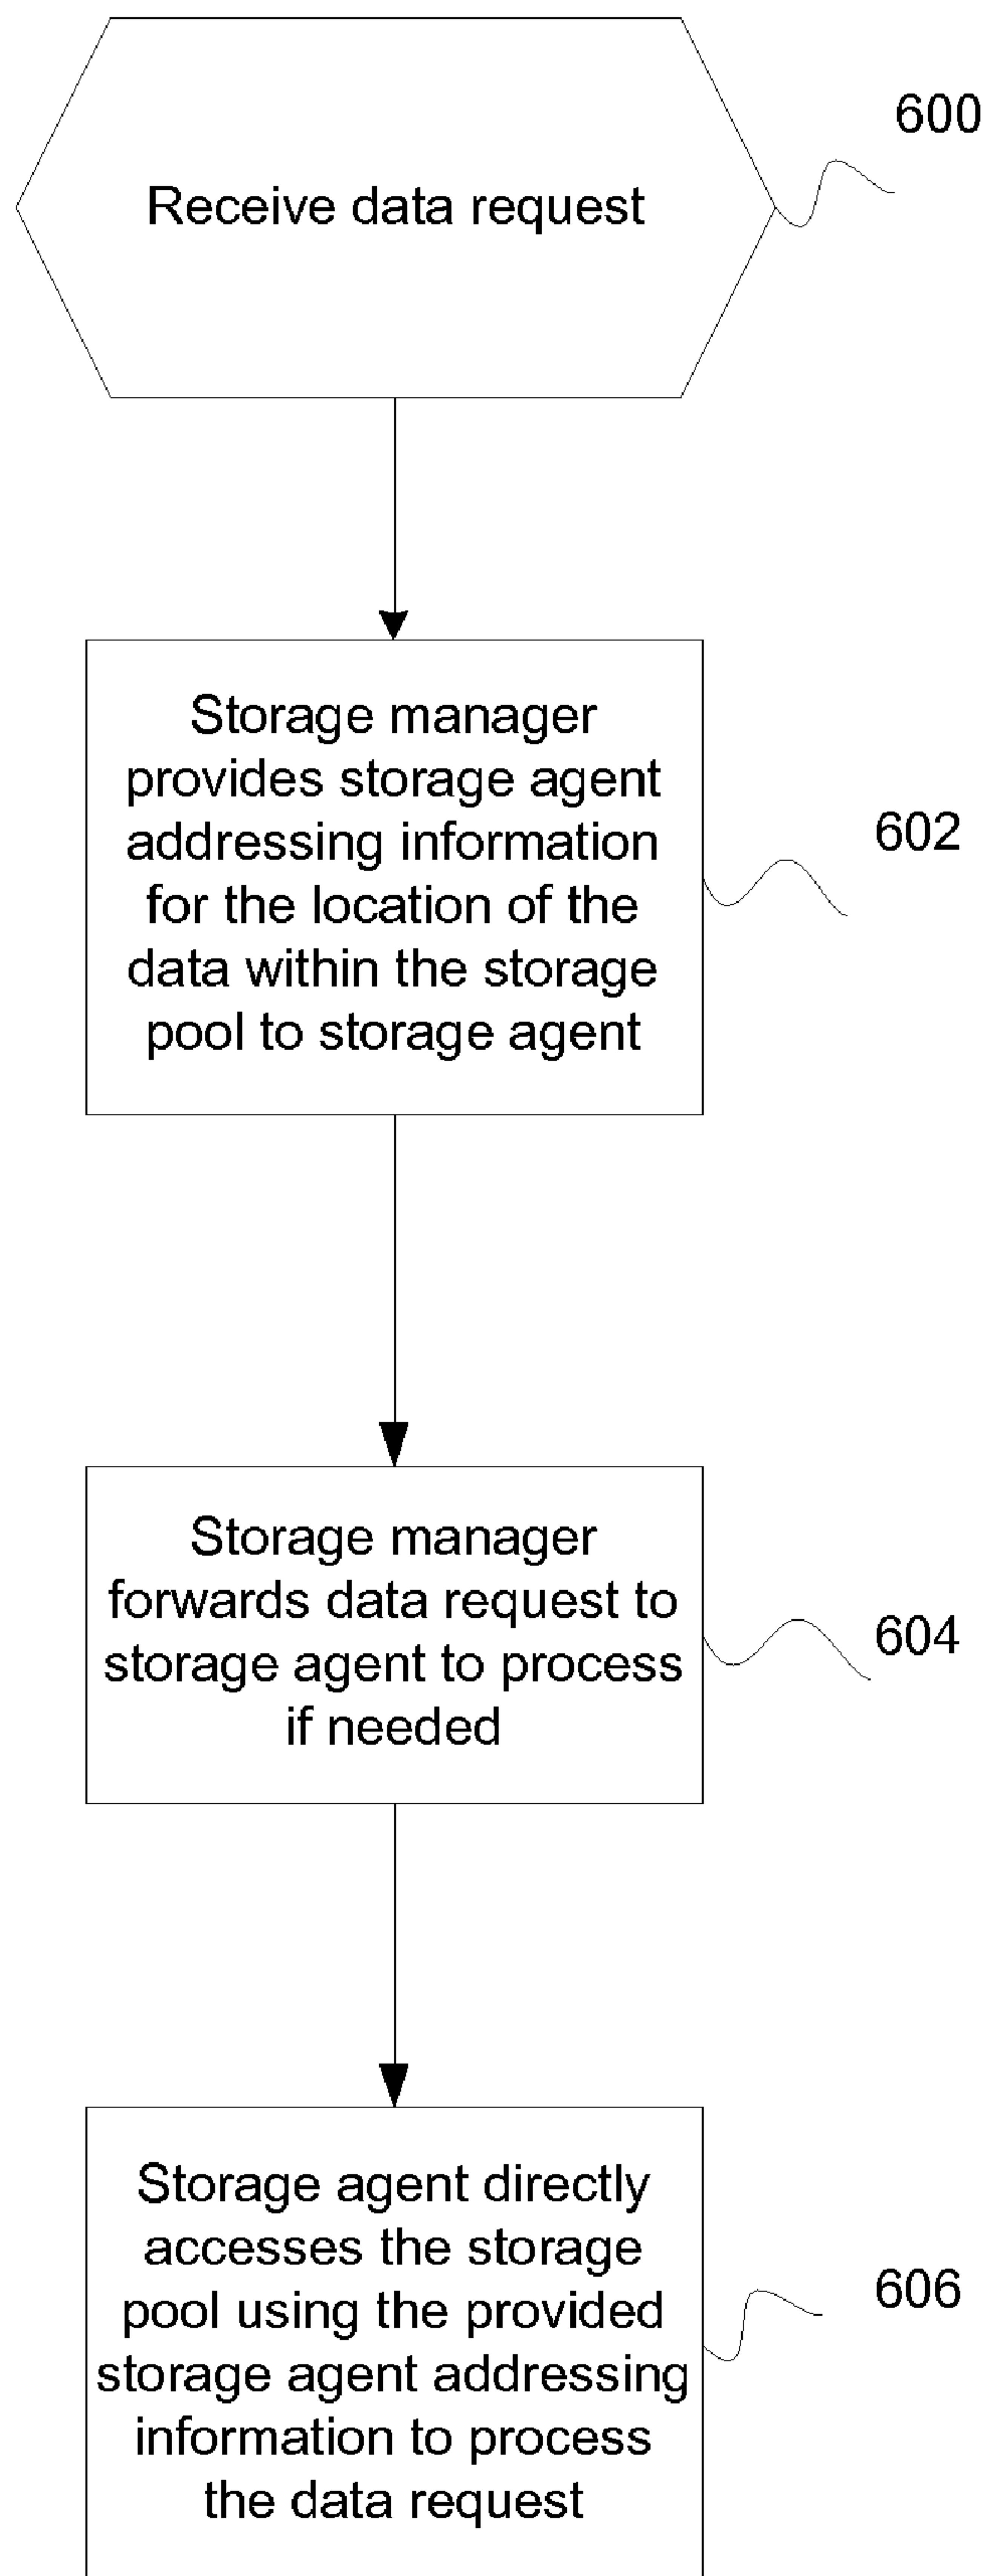 600
Receive data request
Storage manager
provides storage agent
addressing information
for the location of the
data within the storage
pool to storage agent
602
Storage manager
forwards data request to
storage agent to process
if needed
604
Storage agent directly
accesses the storage
pool using the provided
storage agent addressing
information to process
the data request
606